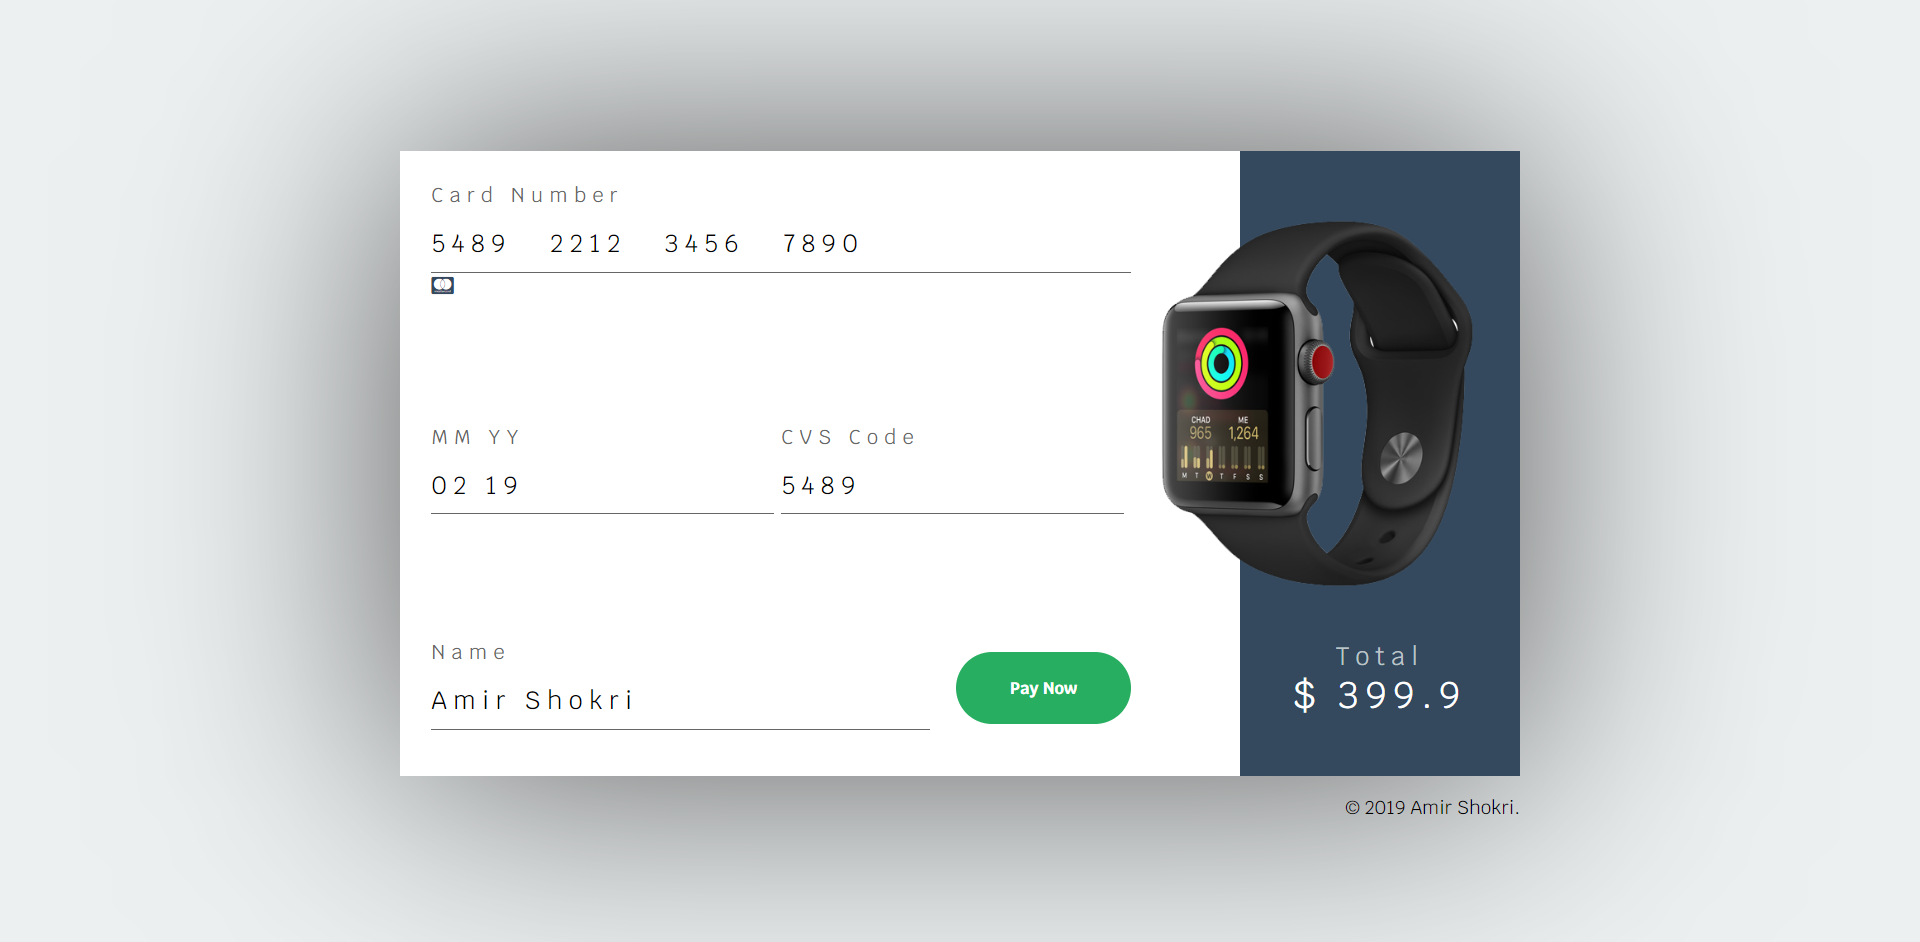 Card Number
5489 2212 3456 7890
MM YY
02 19
CVS Code
5489
Name
Amir Shokri
Pay Now
CHAD ME
965 1,264
M T W T F S S
Total
$ 399.9
© 2019 Amir Shokri.